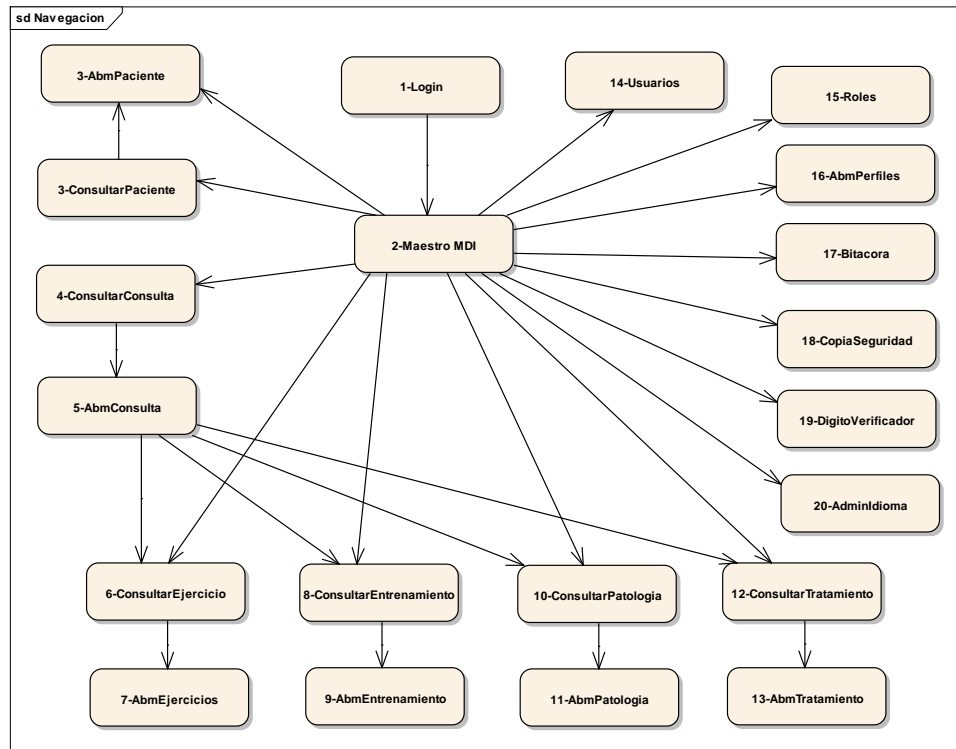 sd Navegacion
3-AbmPaciente
1-Login
14-Usuarios
15-Roles
3-ConsultarPaciente
16-AbmPerfiles
2-Maestro MDI
17-Bitacora
4-ConsultarConsulta
18-CopiaSeguridad
5-AbmConsulta
19-DigitoVerificador
20-AdminIdioma
6-ConsultarEjercicio
8-ConsultarEntrenamiento
10-ConsultarPatologia
12-ConsultarTratamiento
7-AbmEjercicios
9-AbmEntrenamiento
11-AbmPatologia
13-AbmTratamiento